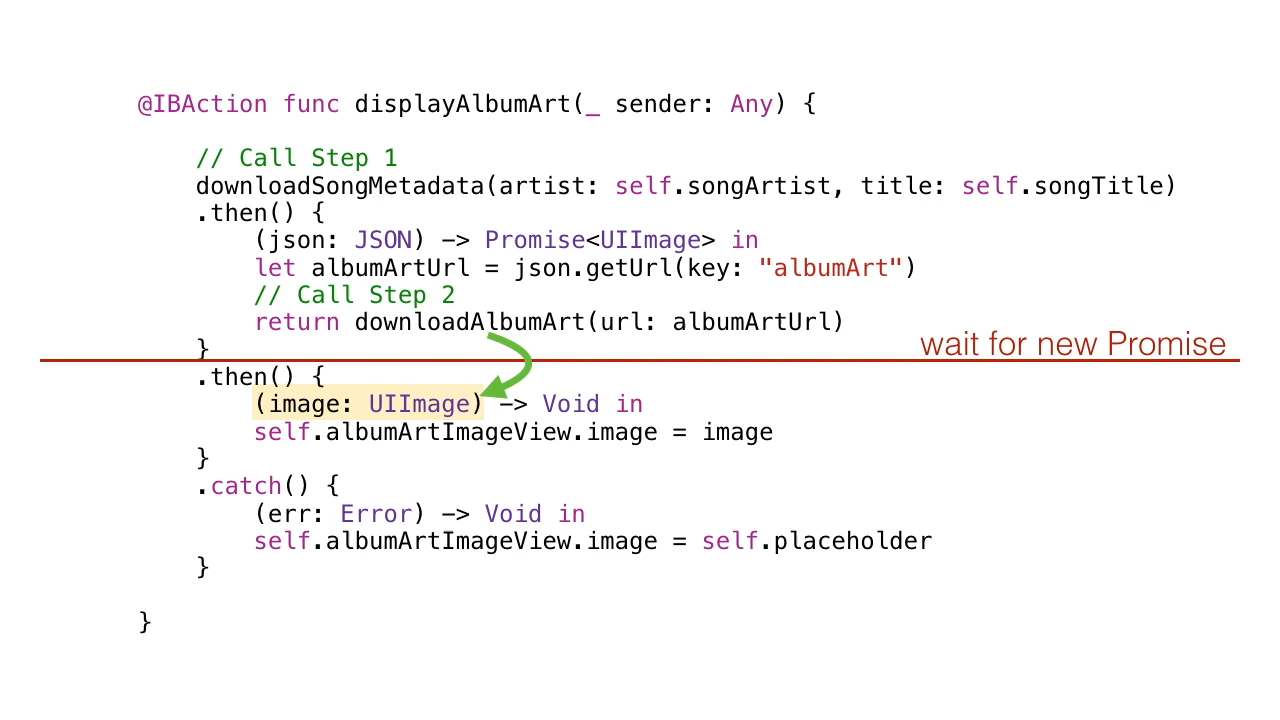 @IBAction func displayAlbumArt(_ sender: Any) {
// Call Step 1
downloadSongMetadata(artist: self.songArtist, title: self.songTitle)
.then() {
(json: JSON) -> Promise<UIImage> in
let albumArtUrl = json.getUrl(key: "albumArt")
// Call Step 2
return downloadAlbumArt(url: albumArtUrl)
}
wait for new Promise
.then() {
(image: UIImage) -> Void in
self.albumArtImageView.image = image
}
.catch() {
(err: Error) -> Void in
self.albumArtImageView.image = self.placeholder
}
}